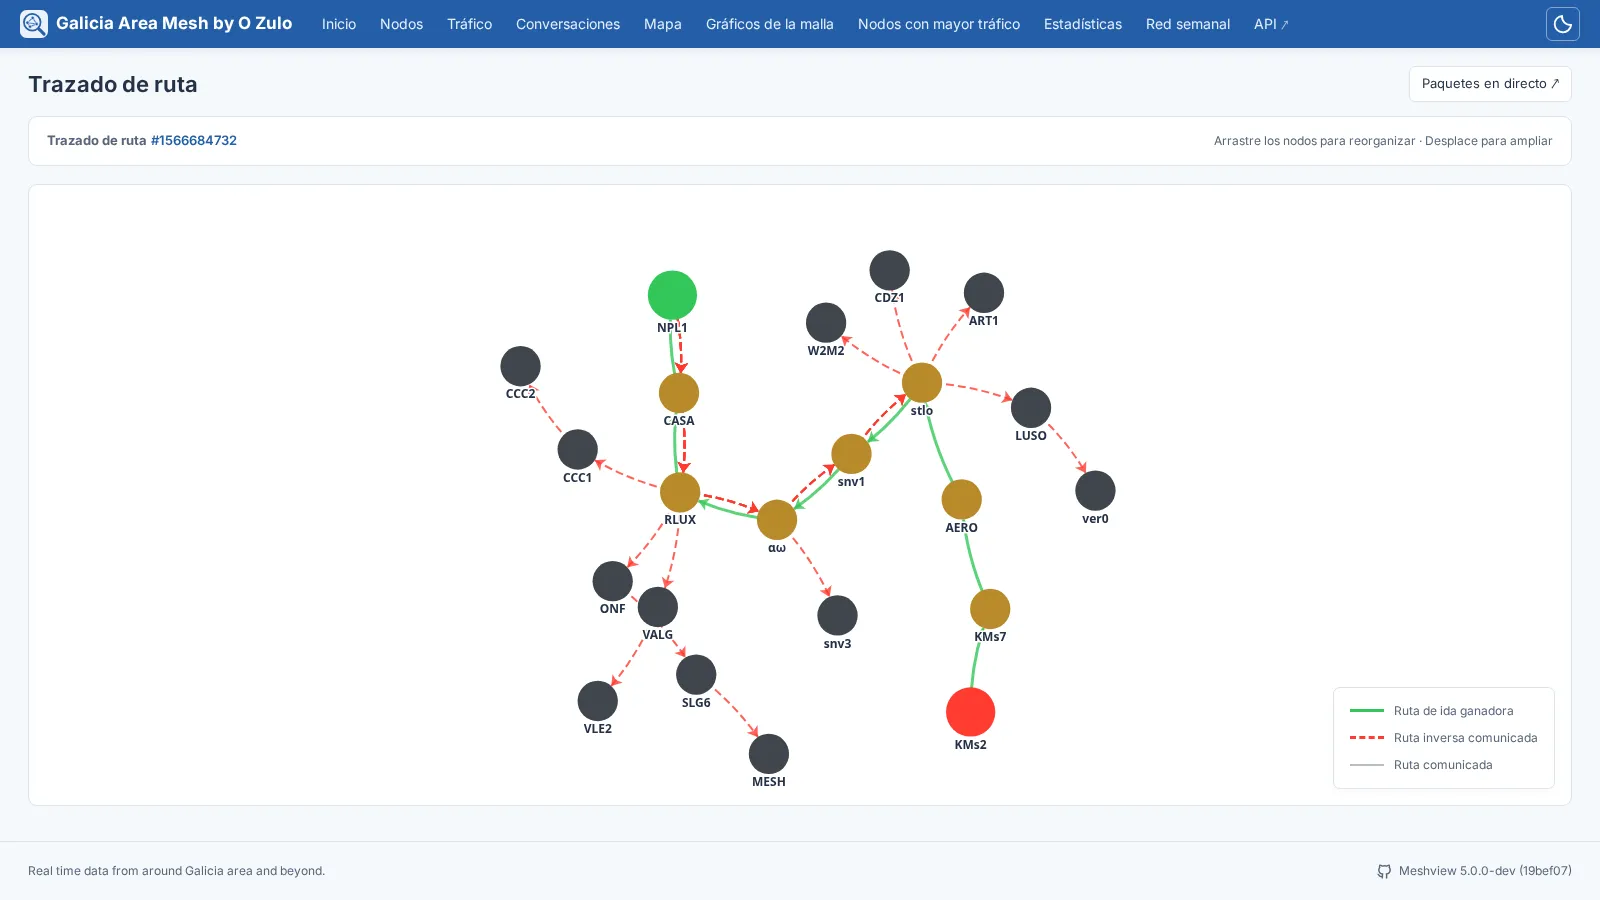 Galicia Area Mesh by O Zulo
Inicio
Nodos
Tráfico
Conversaciones
Mapa
Gráficos de la malla
Nodos con mayor tráfico
Estadísticas
Red semanal
API ↗
Trazado de ruta
Paquetes en directo ↗
Trazado de ruta #1566684732
Arrastre los nodos para reorganizar · Desplace para ampliar
CDZ1
ART1
NPL1
W2M2
CCC2
CASA
stlo
LUSO
CCC1
snv1
RLUX
ver0
AERO
αω
ONF
VALG
snv3
KMs7
SLG6
VLE2
KMs2
MESH
Ruta de ida ganadora
Ruta inversa comunicada
Ruta comunicada
Real time data from around Galicia area and beyond.
Meshview 5.0.0-dev (19bef07)